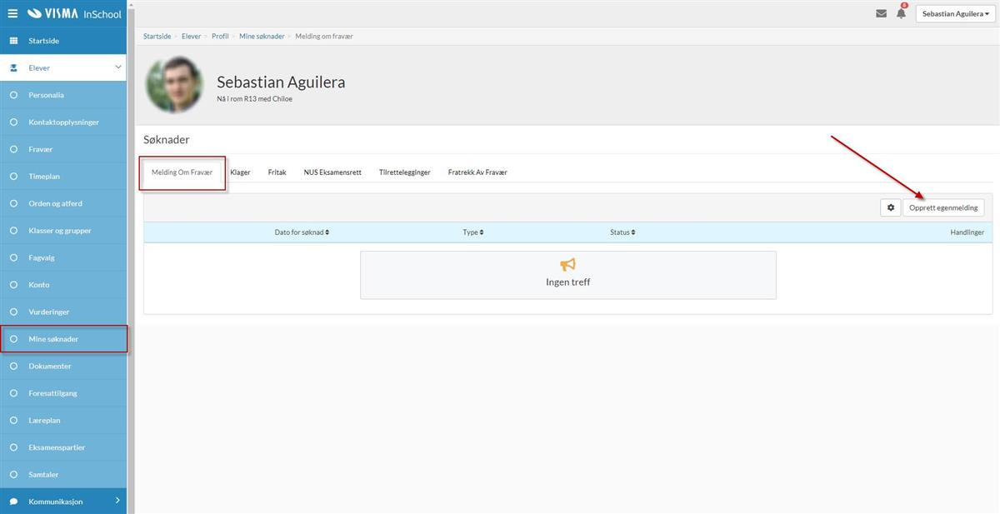 VISMA InSchool
8
Sebastian Aguilera
Startside
Elever
Personalia
Kontaktopplysninger
Fravær
Timeplan
Orden og atferd
Klasser og grupper
Fagvalg
Konto
Vurderinger
Mine søknader
Dokumenter
Foresattilgang
Læreplan
Eksamenspartier
Samtaler
Kommunikasjon
Startside Elever Profil Mine søknader Melding om fravær
Sebastian Aguilera
Nå i rom R13 med Chiloe
Søknader
Melding Om Fravær Klager Fritak NUS Eksamensrett Tilrettelegginger Fratrekk Av Fravær
Opprett egenmelding
Dato for søknad Type Status Handlinger
Ingen treff